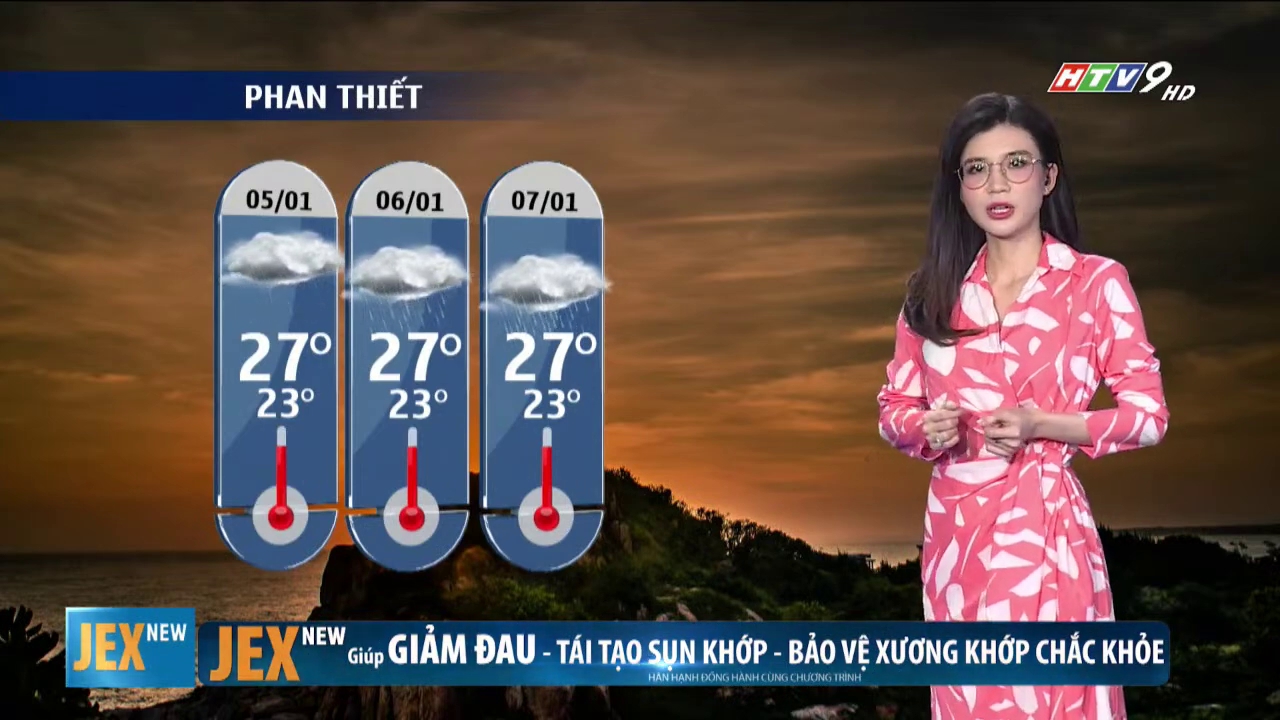 PHAN THIẾT
HTV9 HD
05/01
06/01
07/01
27°
27°
27°
23°
23°
23°
JEX NEW
JEX NEW Giúp GIẢM ĐAU - TÁI TẠO SỤN KHỚP - BẢO VỆ XƯƠNG KHỚP CHẮC KHỎE
HÂN HẠNH ĐỒNG HÀNH CÙNG CHƯƠNG TRÌNH